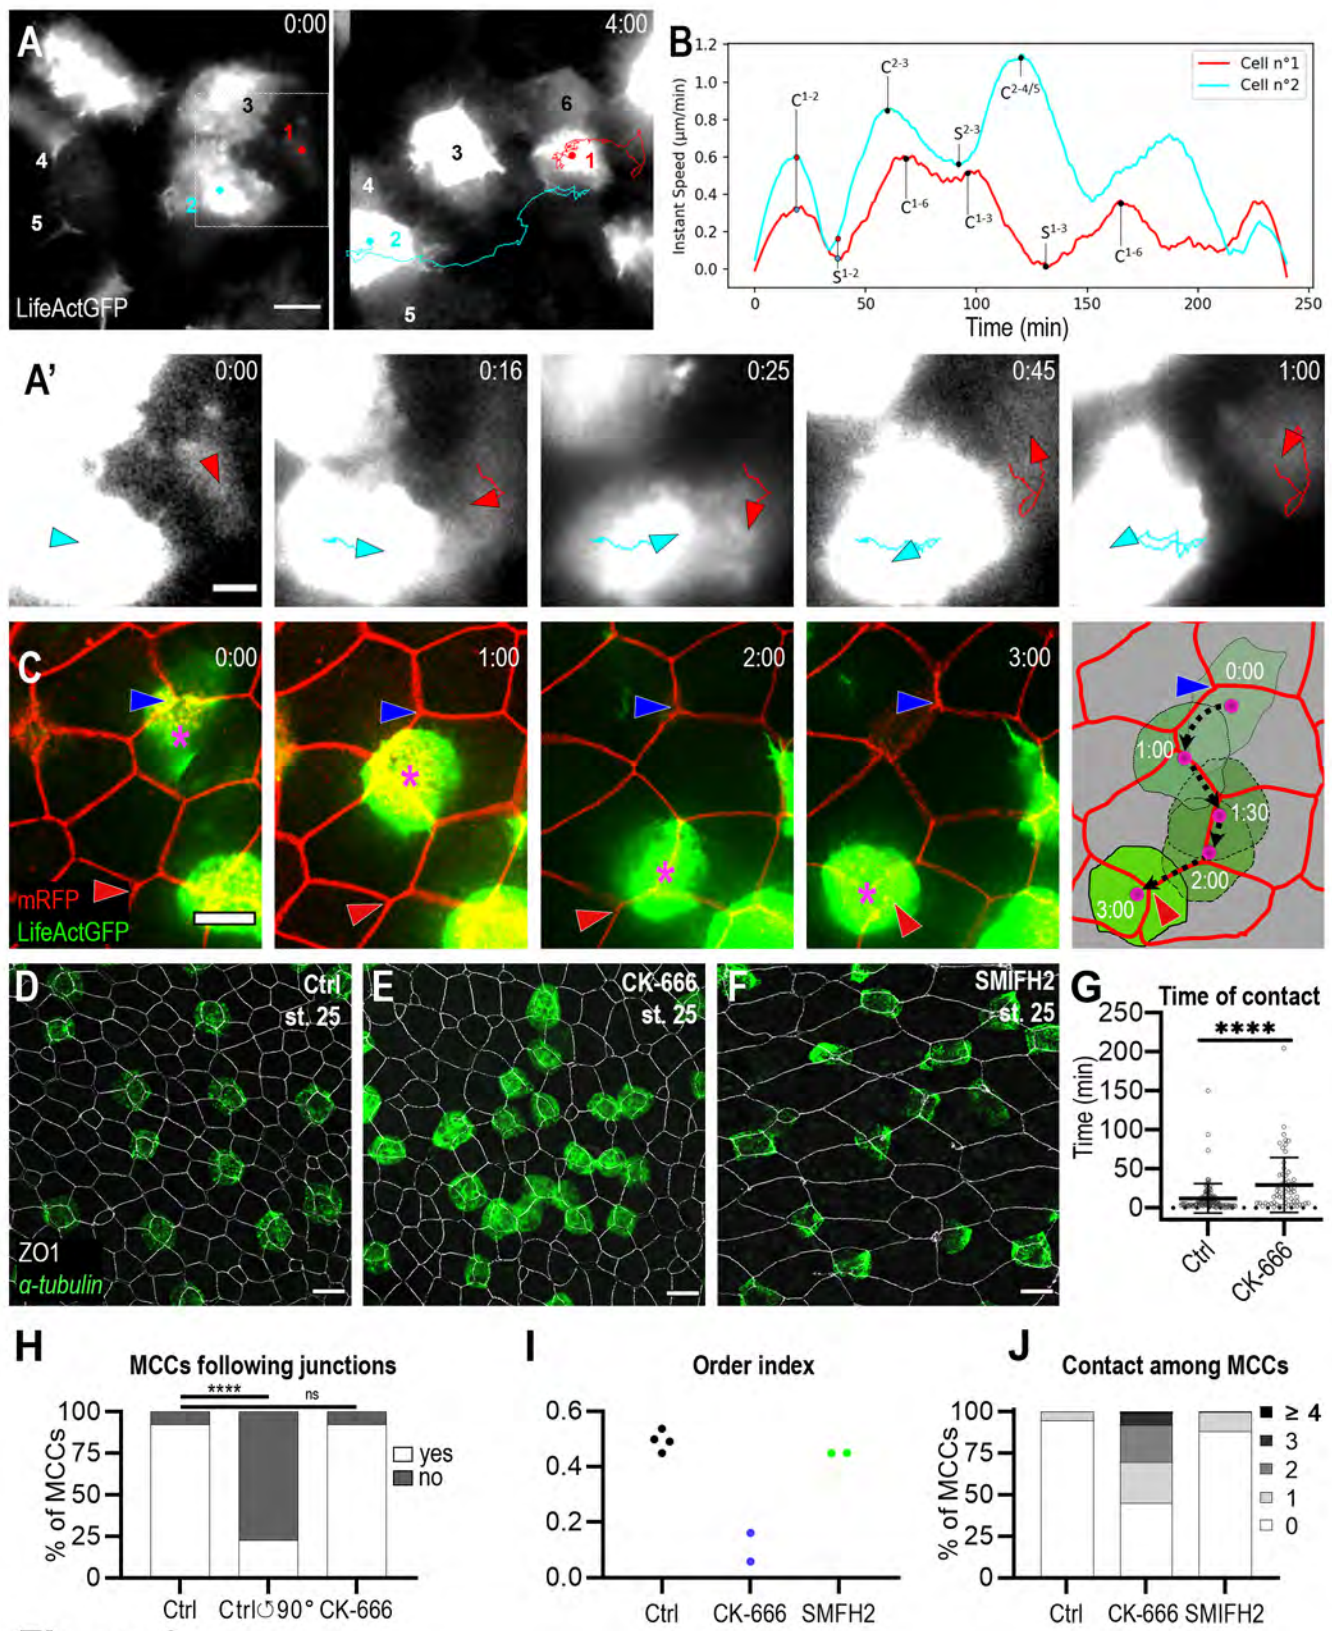 A
0:00
3
1
4
2
5
LifeActGFP
4:00
6
3
1
4
2
5
B
1.2
1.0
0.8
0.6
0.4
0.2
0.0
Instant Speed (µm/min)
0
50
100
150
200
250
Time (min)
Cell n°1
Cell n°2
C1-2
C2-3
S2-3
C2-4/5
S1-2
C1-6
C1-3
S1-3
C1-6
A'
0:00
0:16
0:25
0:45
1:00
C
0:00
*
mRFP
LifeActGFP
1:00
*
2:00
*
3:00
*
0:00
1:00
1:30
2:00
3:00
D
Ctrl
st. 25
ZO1
α-tubulin
E
CK-666
st. 25
F
SMIFH2
st. 25
G
Time of contact
****
250
200
150
100
50
0
Time (min)
Ctrl
CK-666
H
MCCs following junctions
****
ns
100
75
50
25
0
% of MCCs
yes
no
Ctrl
Ctrl↺90°
CK-666
I
Order index
0.6
0.4
0.2
0.0
Ctrl
CK-666
SMFH2
J
Contact among MCCs
100
75
50
25
0
% of MCCs
≥ 4
3
2
1
0
Ctrl
CK-666
SMIFH2